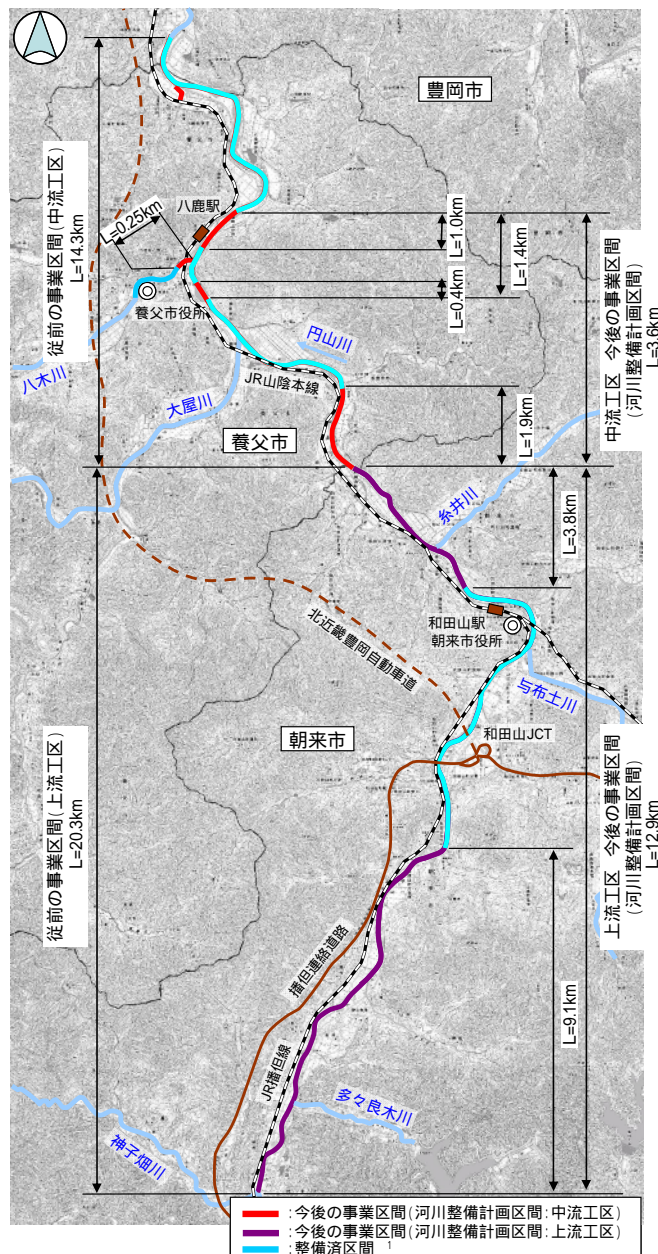 豊岡市
従前の事業区間(中流工区)
L=14.3km
八鹿駅
L=0.25km
L=1.0km
L=1.4km
L=0.4km
中流工区 今後の事業区間
(河川整備計画区間)
L=3.6km
養父市役所
円山川
八木川
JR山陰本線
大屋川
L=1.9km
養父市
糸井川
L=3.8km
和田山駅
朝来市役所
北近畿豊岡自動車道
与布土川
朝来市
和田山JCT
従前の事業区間(上流工区)
L=20.3km
上流工区 今後の事業区間
(河川整備計画区間)
L=12.9km
播但連絡道路
L=9.1km
JR播但線
多々良木川
神子畑川
:今後の事業区間(河川整備計画区間:中流工区)
:今後の事業区間(河川整備計画区間:上流工区)
:整備済区間 1